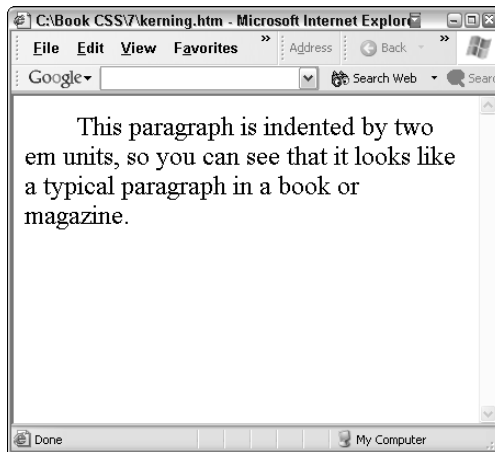 C:\Book CSS\7\kerning.htm - Microsoft Internet Explore
File Edit View Favorites » Address Back »
Google Search Web Sear
This paragraph is indented by two
em units, so you can see that it looks like
a typical paragraph in a book or
magazine.
Done My Computer